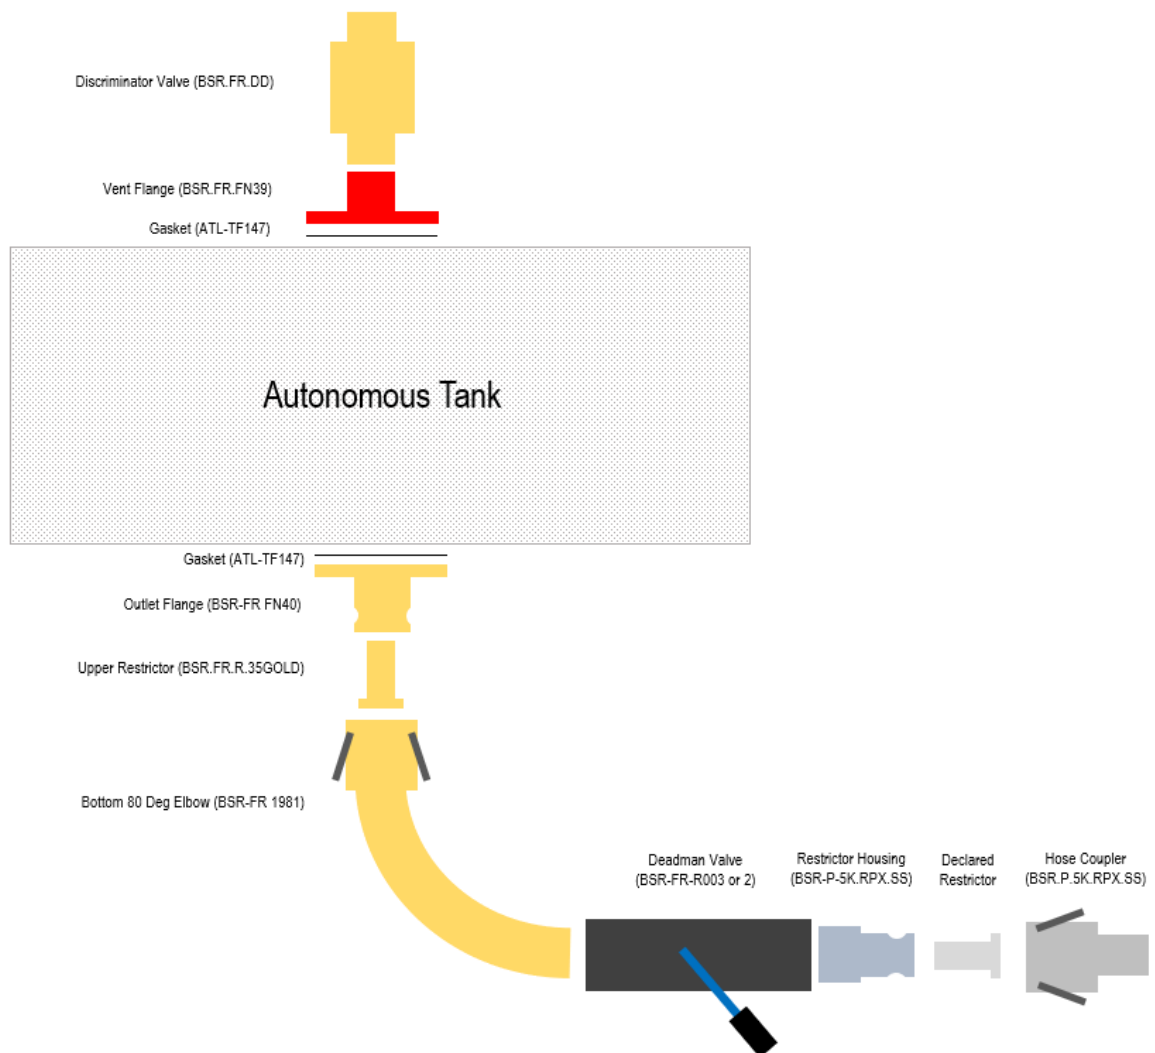 Discriminator Valve (BSR.FR.DD)
Vent Flange (BSR.FR.FN39)
Gasket (ATL-TF147)
Autonomous Tank
Gasket (ATL-TF147)
Outlet Flange (BSR-FR FN40)
Upper Restrictor (BSR.FR.R.35GOLD)
Bottom 80 Deg Elbow (BSR-FR 1981)
Deadman Valve
(BSR-FR-R003 or 2)
Restrictor Housing
(BSR-P-5K.RPX.SS)
Declared
Restrictor
Hose Coupler
(BSR.P.5K.RPX.SS)